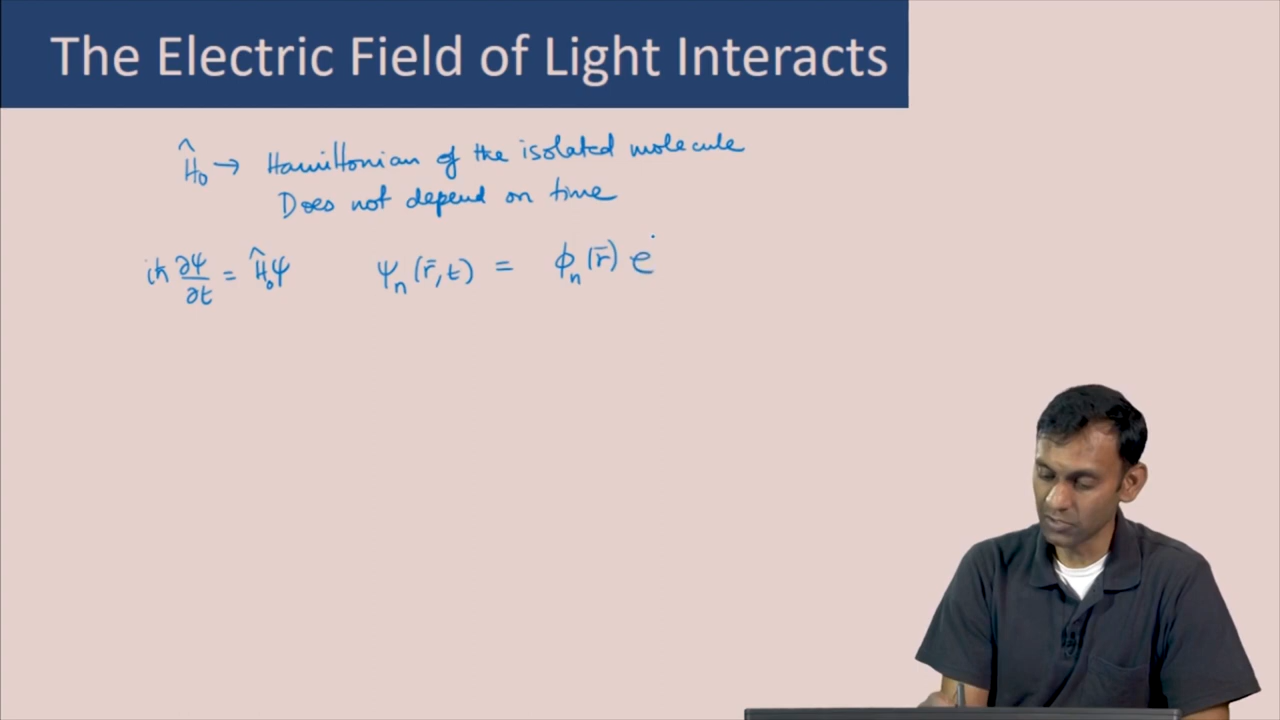 The Electric Field of Light Interacts
Ĥ₀ → Hamiltonian of the isolated molecule
Does not depend on time
iℏ ∂ψ/∂t = Ĥ₀ψ ψₙ(r̄,t) = ϕₙ(r̄) e